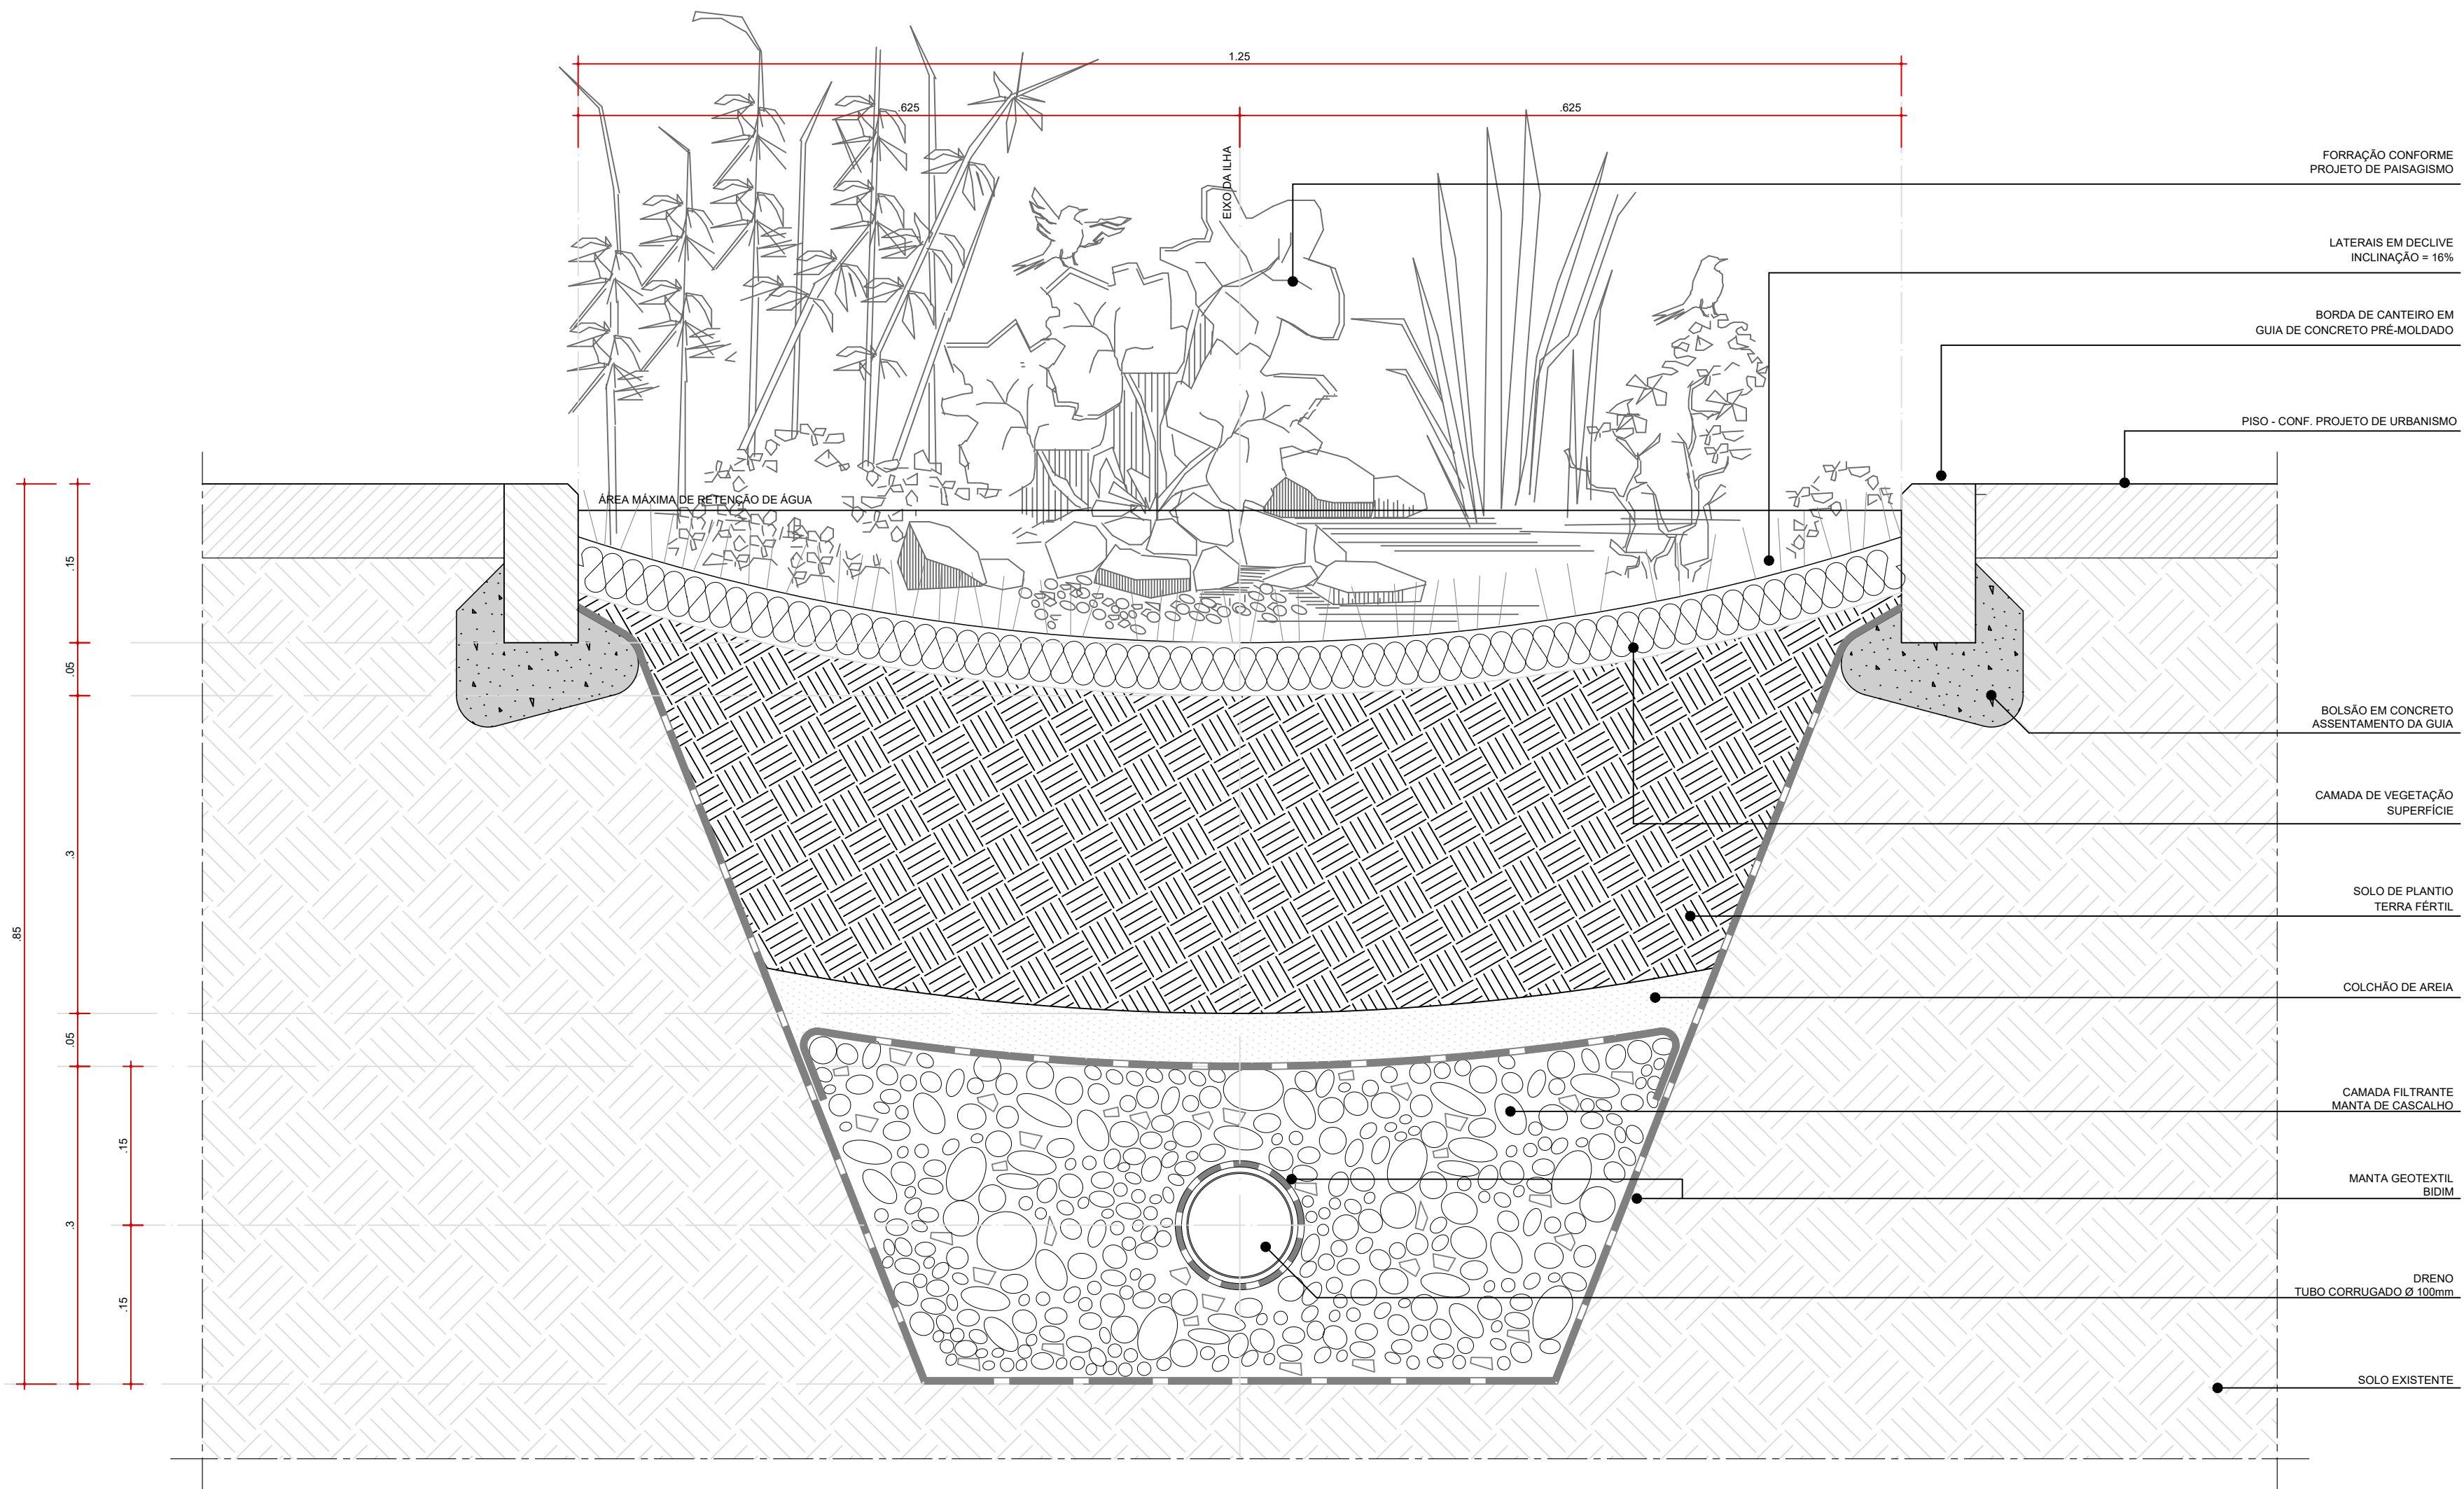 1.25
.625
.625
EIXO DA ILHA
FORRAÇÃO CONFORME
PROJETO DE PAISAGISMO
LATERAIS EM DECLIVE
INCLINAÇÃO = 16%
BORDA DE CANTEIRO EM
GUIA DE CONCRETO PRÉ-MOLDADO
PISO - CONF. PROJETO DE URBANISMO
ÁREA MÁXIMA DE RETENÇÃO DE ÁGUA
BOLSÃO EM CONCRETO
ASSENTAMENTO DA GUIA
CAMADA DE VEGETAÇÃO
SUPERFÍCIE
SOLO DE PLANTIO
TERRA FÉRTIL
COLCHÃO DE AREIA
CAMADA FILTRANTE
MANTA DE CASCALHO
MANTA GEOTEXTIL
BIDIM
DRENO
TUBO CORRUGADO Ø 100mm
SOLO EXISTENTE
.85
.15
.05
.3
.05
.3
.15
.15